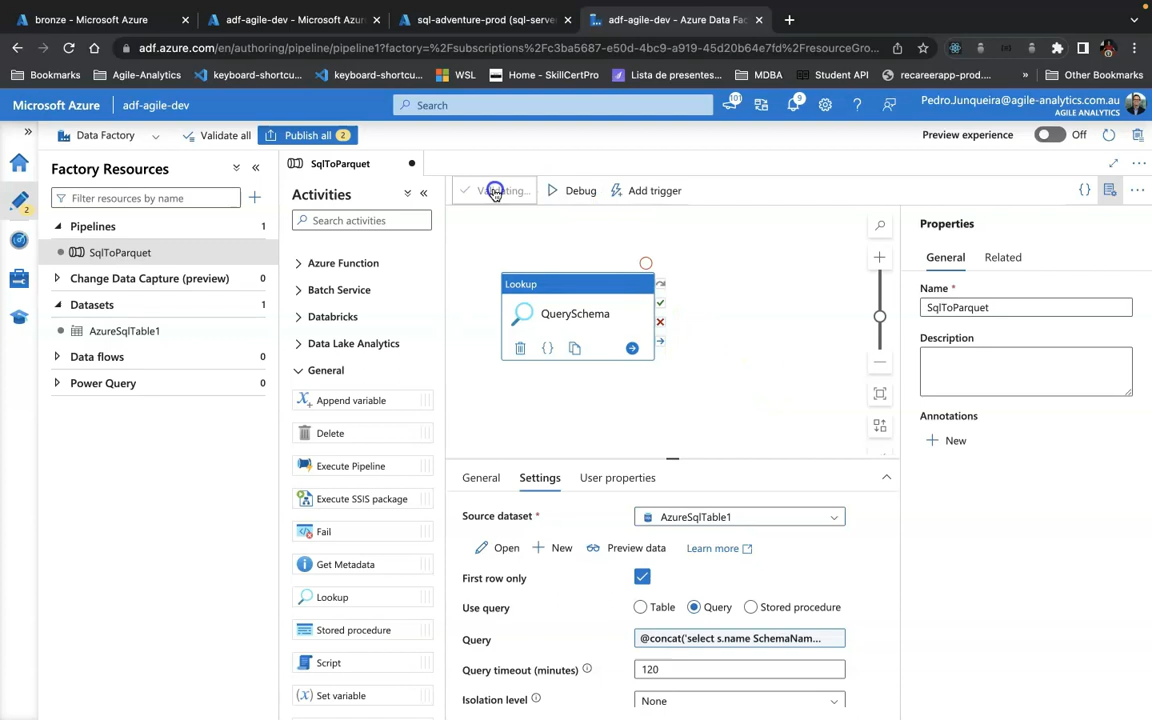 bronze - Microsoft Azure
adf-agile-dev - Microsoft Azu
sql-adventure-prod (sql-server
adf-agile-dev - Azure Data Fac
adf.azure.com/en/authoring/pipeline/pipeline1?factory=%2Fsubscriptions%2Fc3ba5687-e50d-4bc9-a919-45d20b64e7fd%2FresourceGro...
Bookmarks
Agile-Analytics
keyboard-shortcu...
keyboard-shortcu...
WSL
Home - SkillCertPro
Lista de presentes...
MDBA
Student API
recareerapp-prod....
»
Other Bookmarks
Microsoft Azure
adf-agile-dev
Search
101
9
Pedro.Junqueira@agile-analytics.com.au
AGILE ANALYTICS
Data Factory
Validate all
Publish all
2
Preview experience
Off
Factory Resources
Filter resources by name
Pipelines
1
SqlToParquet
Change Data Capture (preview)
0
Datasets
1
AzureSqlTable1
Data flows
0
Power Query
0
2
SqlToParquet
Activities
Search activities
Azure Function
Batch Service
Databricks
Data Lake Analytics
General
Append variable
Delete
Execute Pipeline
Execute SSIS package
Fail
Get Metadata
Lookup
Stored procedure
Script
Set variable
Validating...
Debug
Add trigger
Lookup
QuerySchema
General
Settings
User properties
Source dataset *
AzureSqlTable1
Open
New
Preview data
Learn more
First row only
Use query
Table
Query
Stored procedure
Query
@concat('select s.name SchemaNam...
Query timeout (minutes)
120
Isolation level
None
Properties
General
Related
Name *
SqlToParquet
Description
Annotations
New